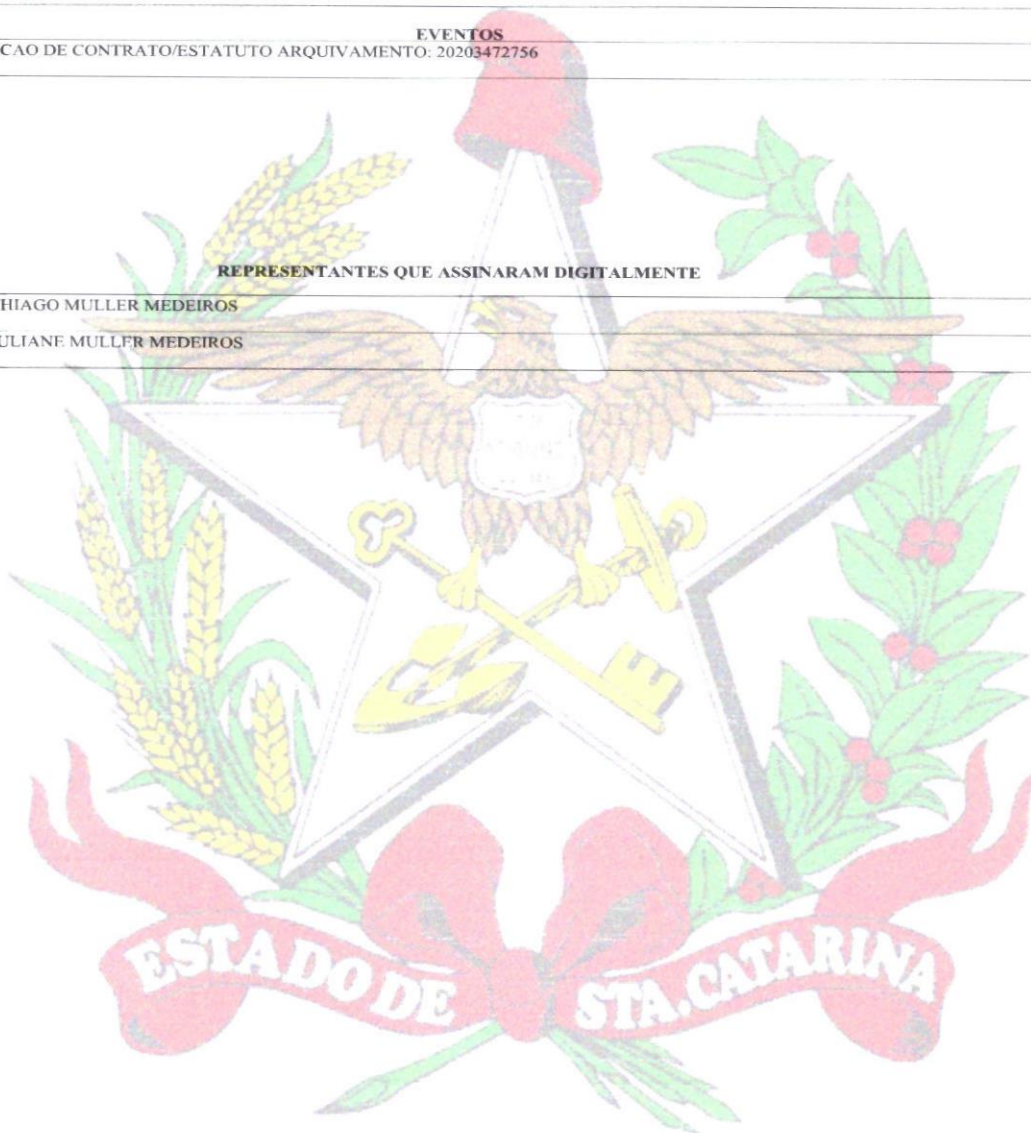 EVENTOS
CAO DE CONTRATO/ESTATUTO ARQUIVAMENTO: 20203472756
REPRESENTANTES QUE ASSINARAM DIGITALMENTE
HIAGO MULLER MEDEIROS
ULIANE MULLER MEDEIROS
ESTADO DE STA.CATARINA